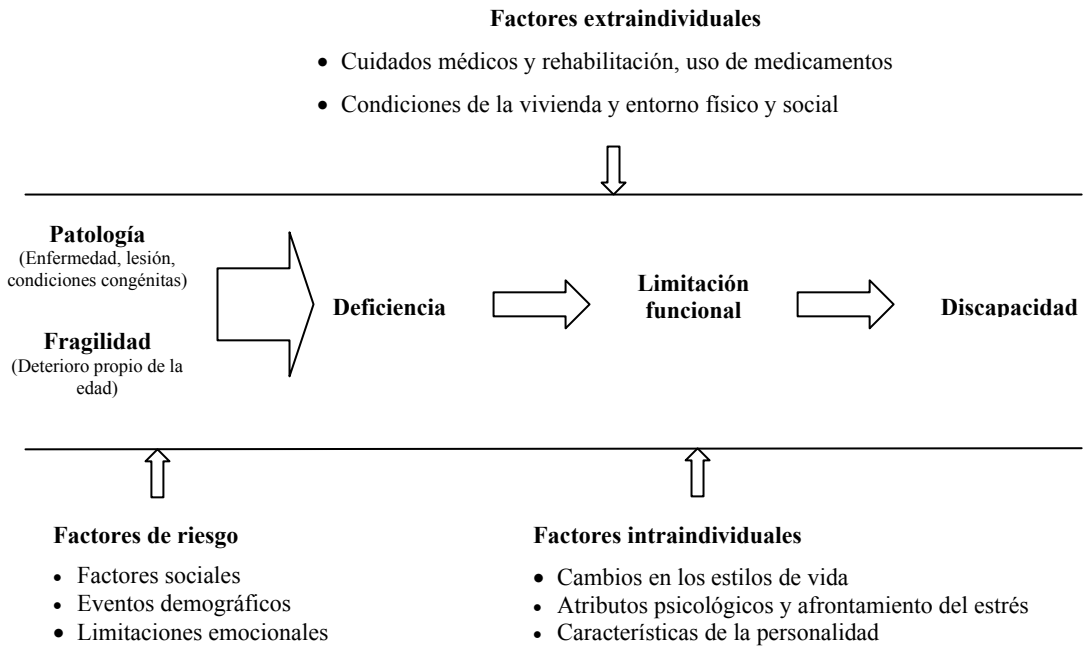 Factores extraindividuales
• Cuidados médicos y rehabilitación, uso de medicamentos
• Condiciones de la vivienda y entorno físico y social
Patología
(Enfermedad, lesión,
condiciones congénitas)
Fragilidad
(Deterioro propio de la
edad)
Deficiencia
Limitación
funcional
Discapacidad
Factores de riesgo
• Factores sociales
• Eventos demográficos
• Limitaciones emocionales
Factores intraindividuales
• Cambios en los estilos de vida
• Atributos psicológicos y afrontamiento del estrés
• Características de la personalidad